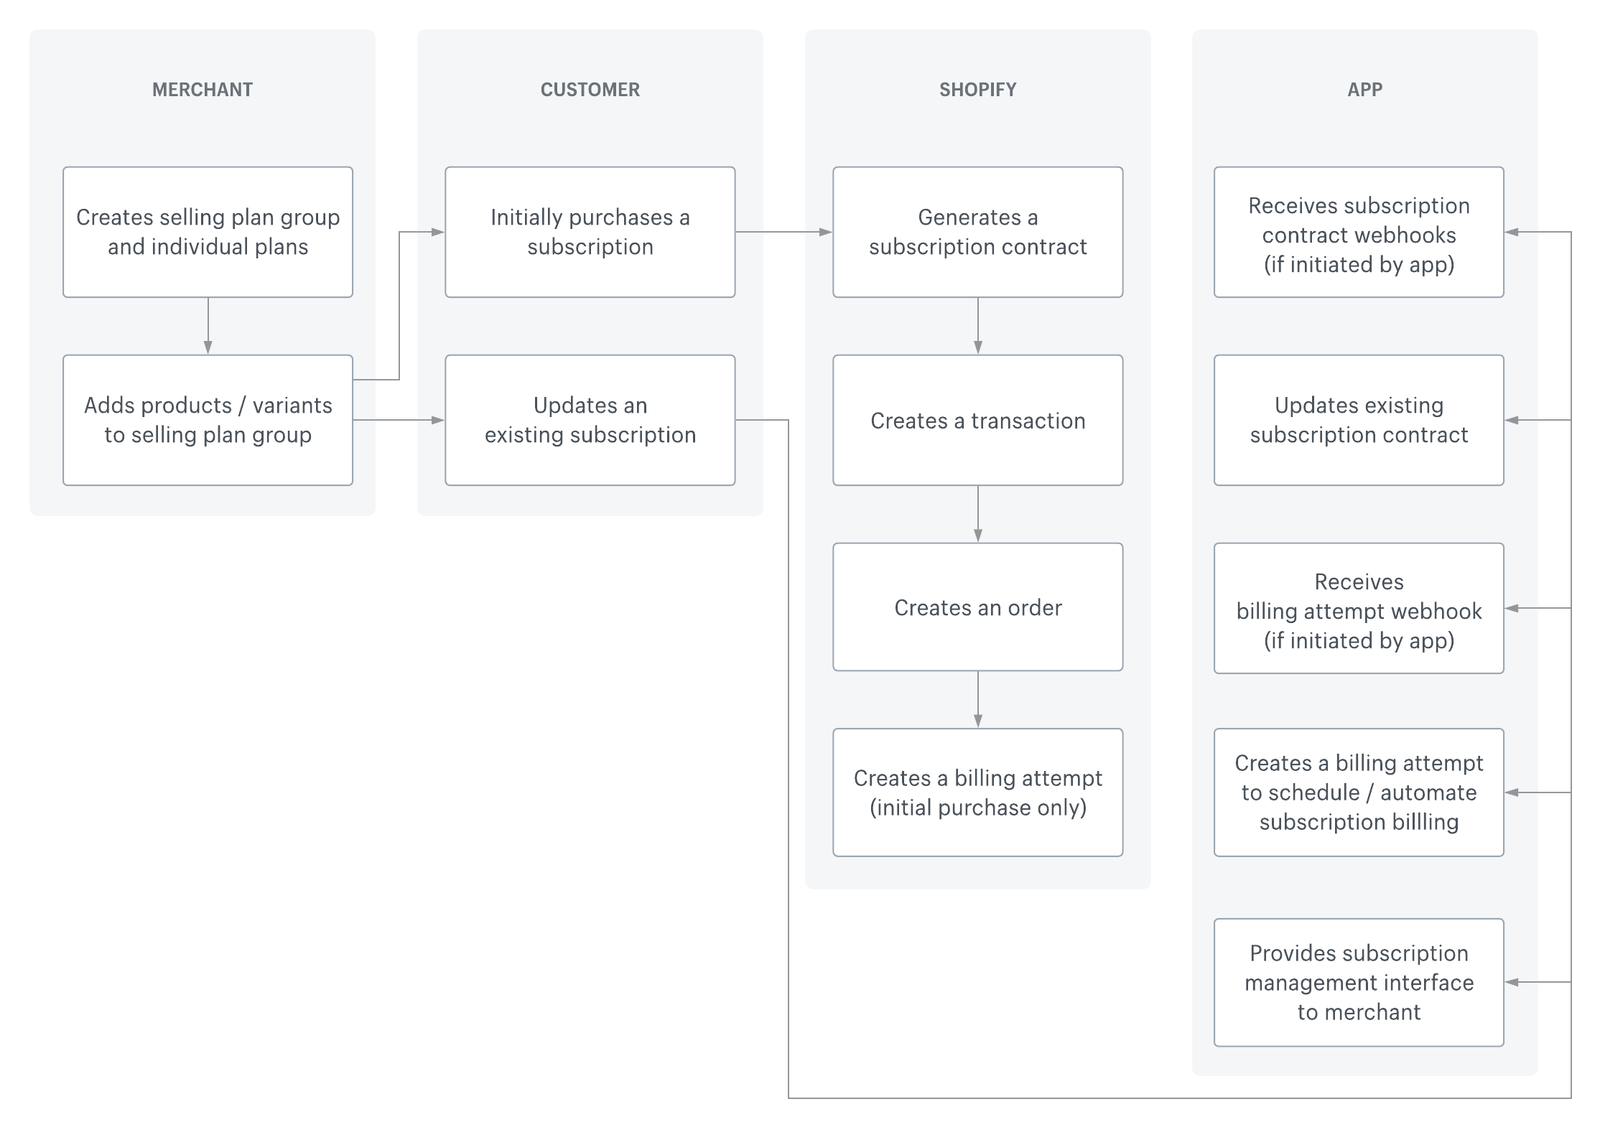 MERCHANT
Creates selling plan group
and individual plans
Adds products / variants
to selling plan group
CUSTOMER
Initially purchases a
subscription
Updates an
existing subscription
SHOPIFY
Generates a
subscription contract
Creates a transaction
Creates an order
Creates a billing attempt
(initial purchase only)
APP
Receives subscription
contract webhooks
(if initiated by app)
Updates existing
subscription contract
Receives
billing attempt webhook
(if initiated by app)
Creates a billing attempt
to schedule / automate
subscription billling
Provides subscription
management interface
to merchant